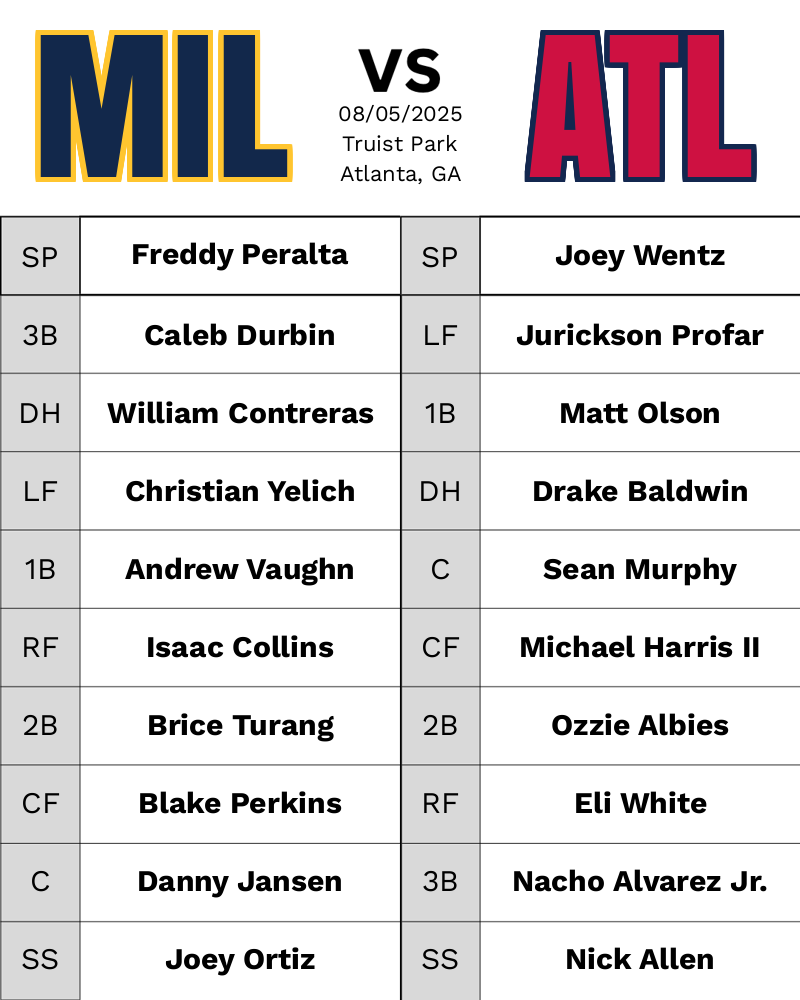 MIL VS ATL
08/05/2025
Truist Park
Atlanta, GA
SP Freddy Peralta SP Joey Wentz
3B Caleb Durbin LF Jurickson Profar
DH William Contreras 1B Matt Olson
LF Christian Yelich DH Drake Baldwin
1B Andrew Vaughn C Sean Murphy
RF Isaac Collins CF Michael Harris II
2B Brice Turang 2B Ozzie Albies
CF Blake Perkins RF Eli White
C Danny Jansen 3B Nacho Alvarez Jr.
SS Joey Ortiz SS Nick Allen